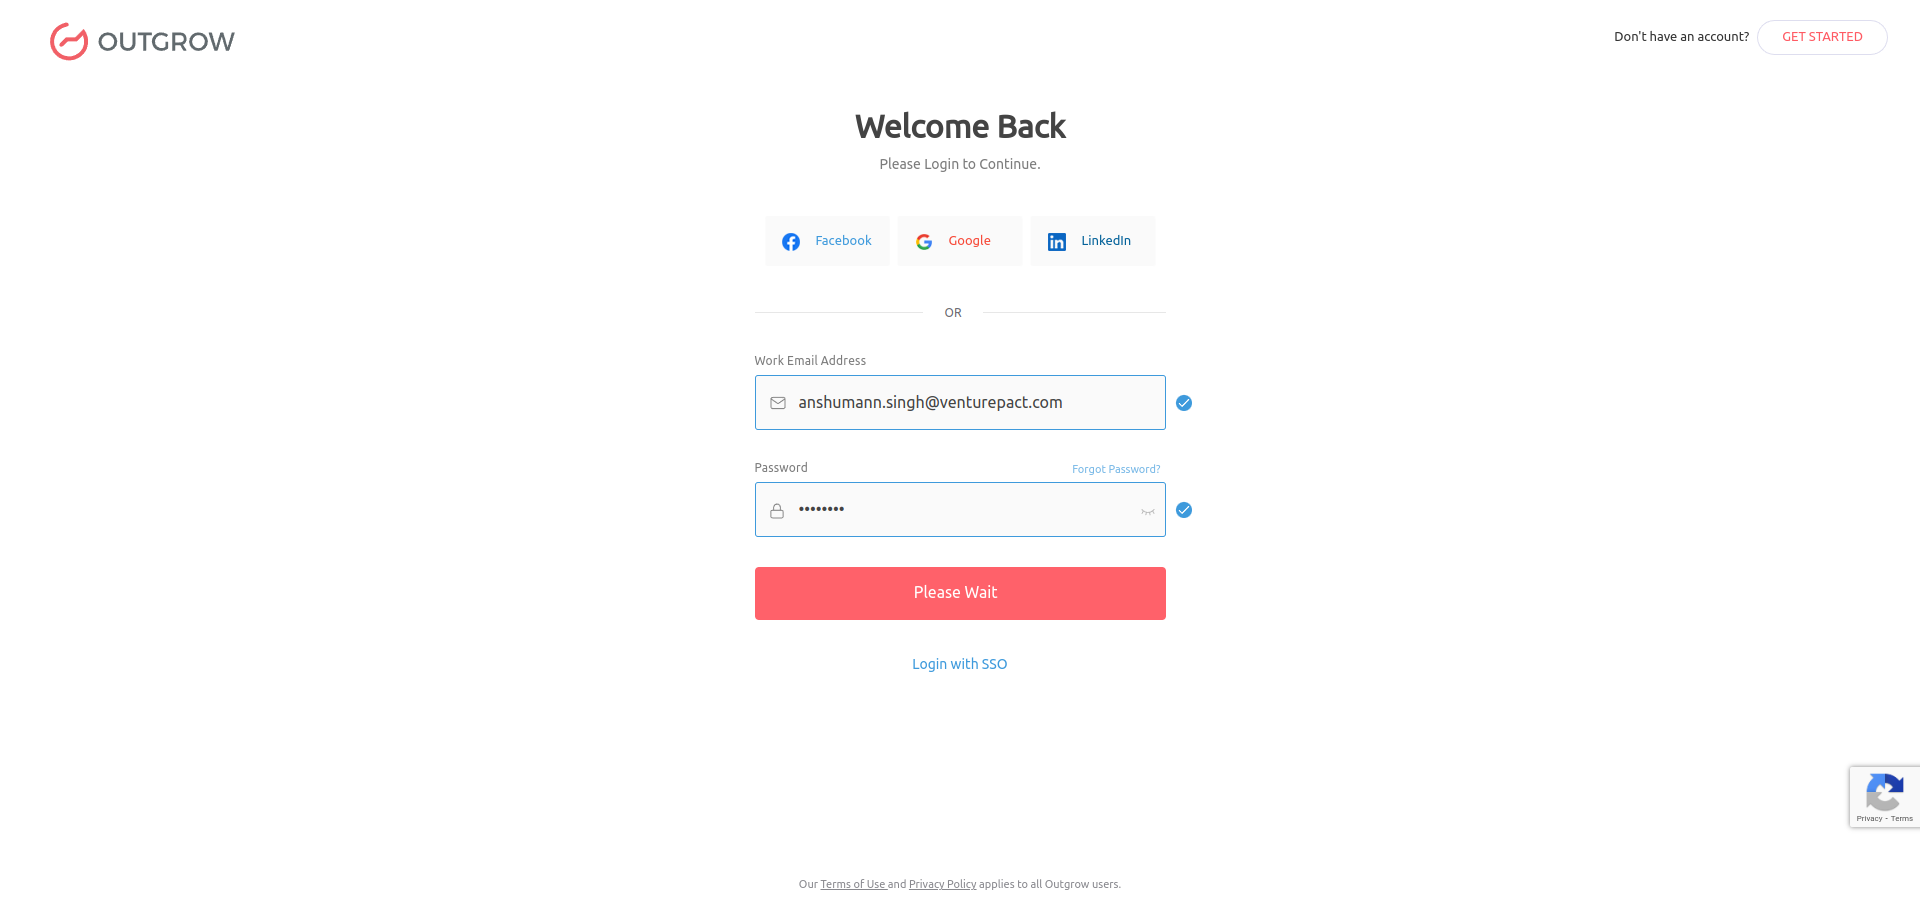 OUTGROW
Don't have an account? GET STARTED
Welcome Back
Please Login to Continue.
Facebook Google LinkedIn
OR
Work Email Address
anshumann.singh@venturepact.com
Password Forgot Password?
••••••••
Please Wait
Login with SSO
Privacy - Terms
Our Terms of Use and Privacy Policy applies to all Outgrow users.